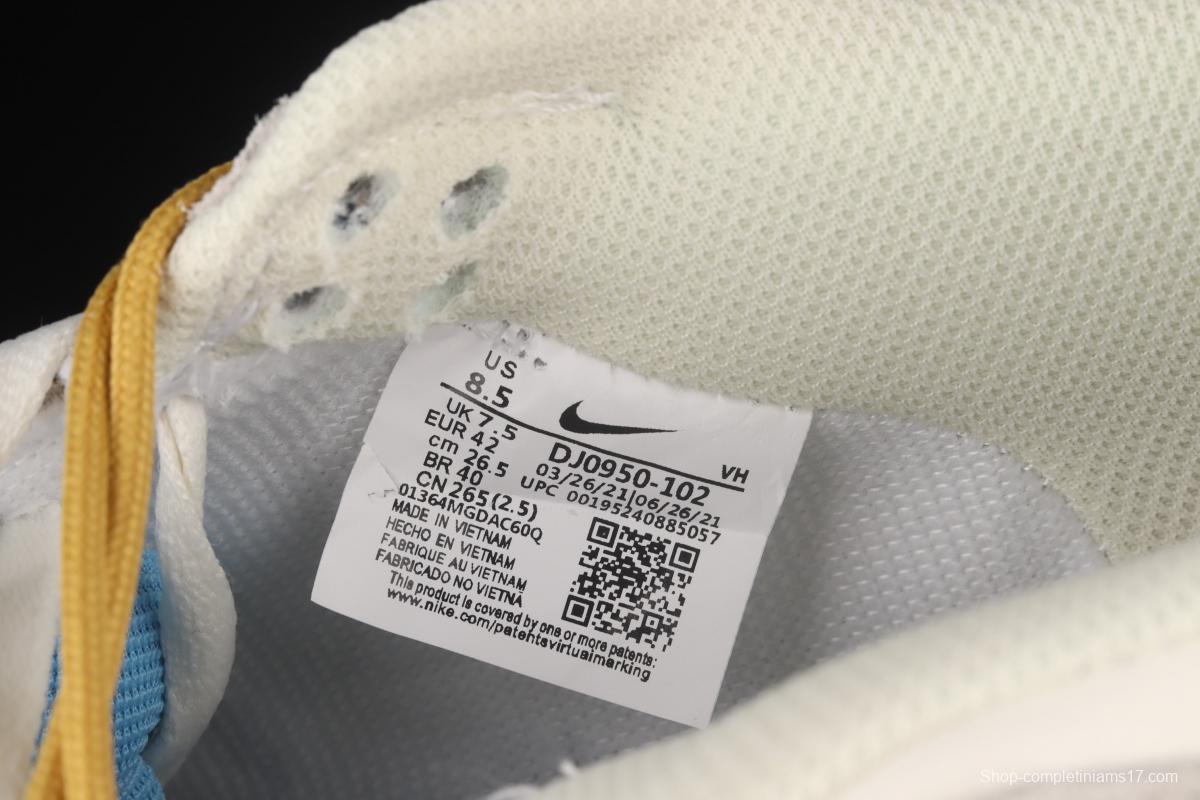 US
8.5
UK 7.5
EUR 42
cm 26.5
BR 40
CN 265(2.5)
VH
DJ0950-102
03/26/21|06/26/21
UPC 00195240885057
01364MGDAC60Q
MADE IN VIETNAM
HECHO EN VIETNAM
FABRIQUE AU VIETNAM
FABRICADO NO VIETNA
This product is covered by one or more patents:
www.nike.com/patentsvirtuaimarking
Shop-completiniams17.com